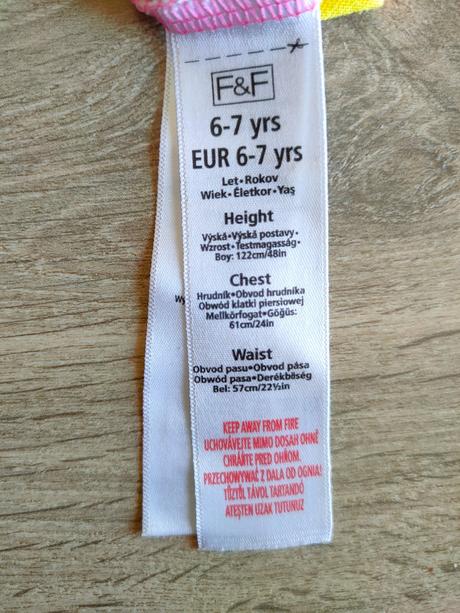 F&F
6-7 yrs
EUR 6-7 yrs
Let•Rokov
Wiek•Életkor•Yaş
Height
Výská•Výská postavy•
Wzrost•Testmagasság•
Boy: 122cm/48in
Chest
Hrudník•Obvod hrudníka
Obwód klatki piersiowej
Mellkörfogat•Göğüs:
61cm/24in
Waist
Obvod pasu•Obvod pása
Obwód pasa•Derékbőség
Bel: 57cm/22½in
KEEP AWAY FROM FIRE
UCHOVÁVEJTE MIMO DOSAH OHNĚ
CHRÁŇTE PRED OHŇOM.
PRZECHOWYWAĆ Z DALA OD OGNIA!
TŰZTŐL TÁVOL TARTANDÓ
ATEŞTEN UZAK TUTUNUZ